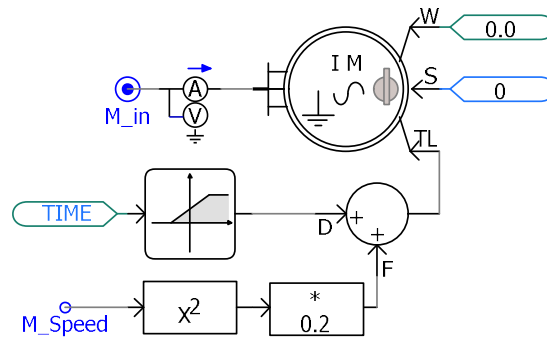 W
0.0
I M
S
0
A
M_in
V
TL
TIME
D
+
+
F
X²
*
0.2
M_Speed